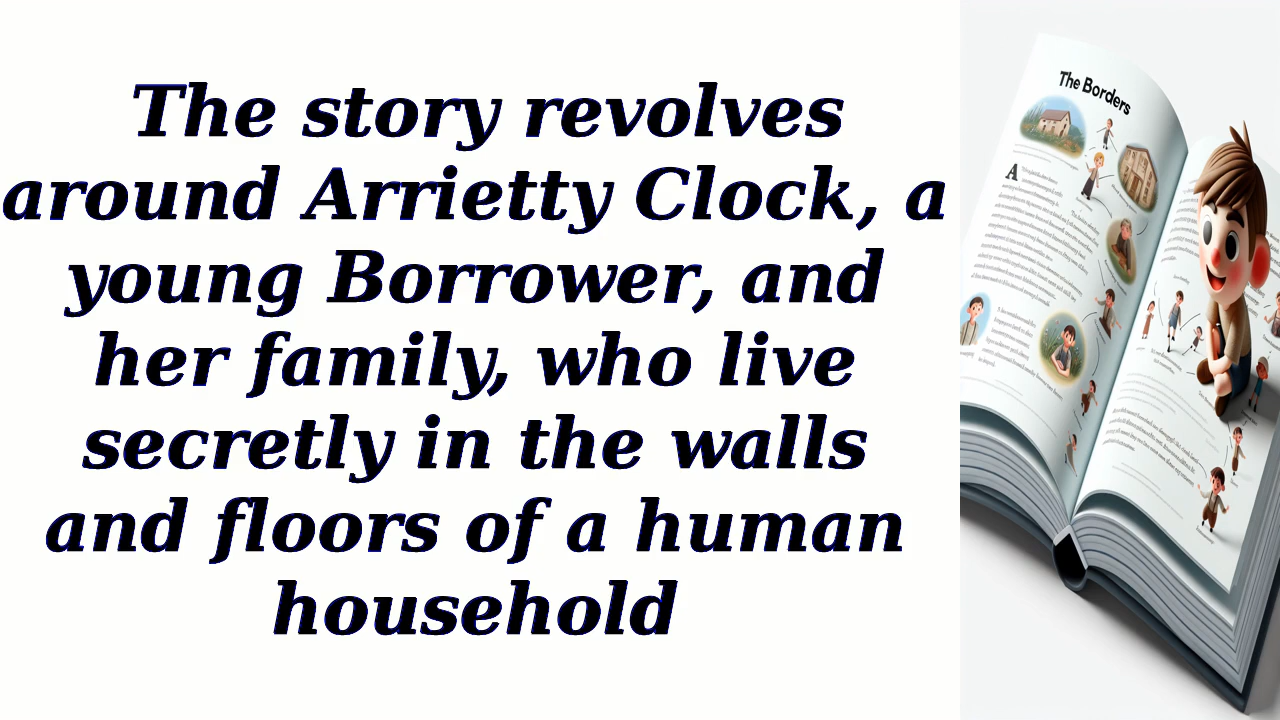 The story revolves
around Arrietty Clock, a
young Borrower, and
her family, who live
secretly in the walls
and floors of a human
household
The Borders
A